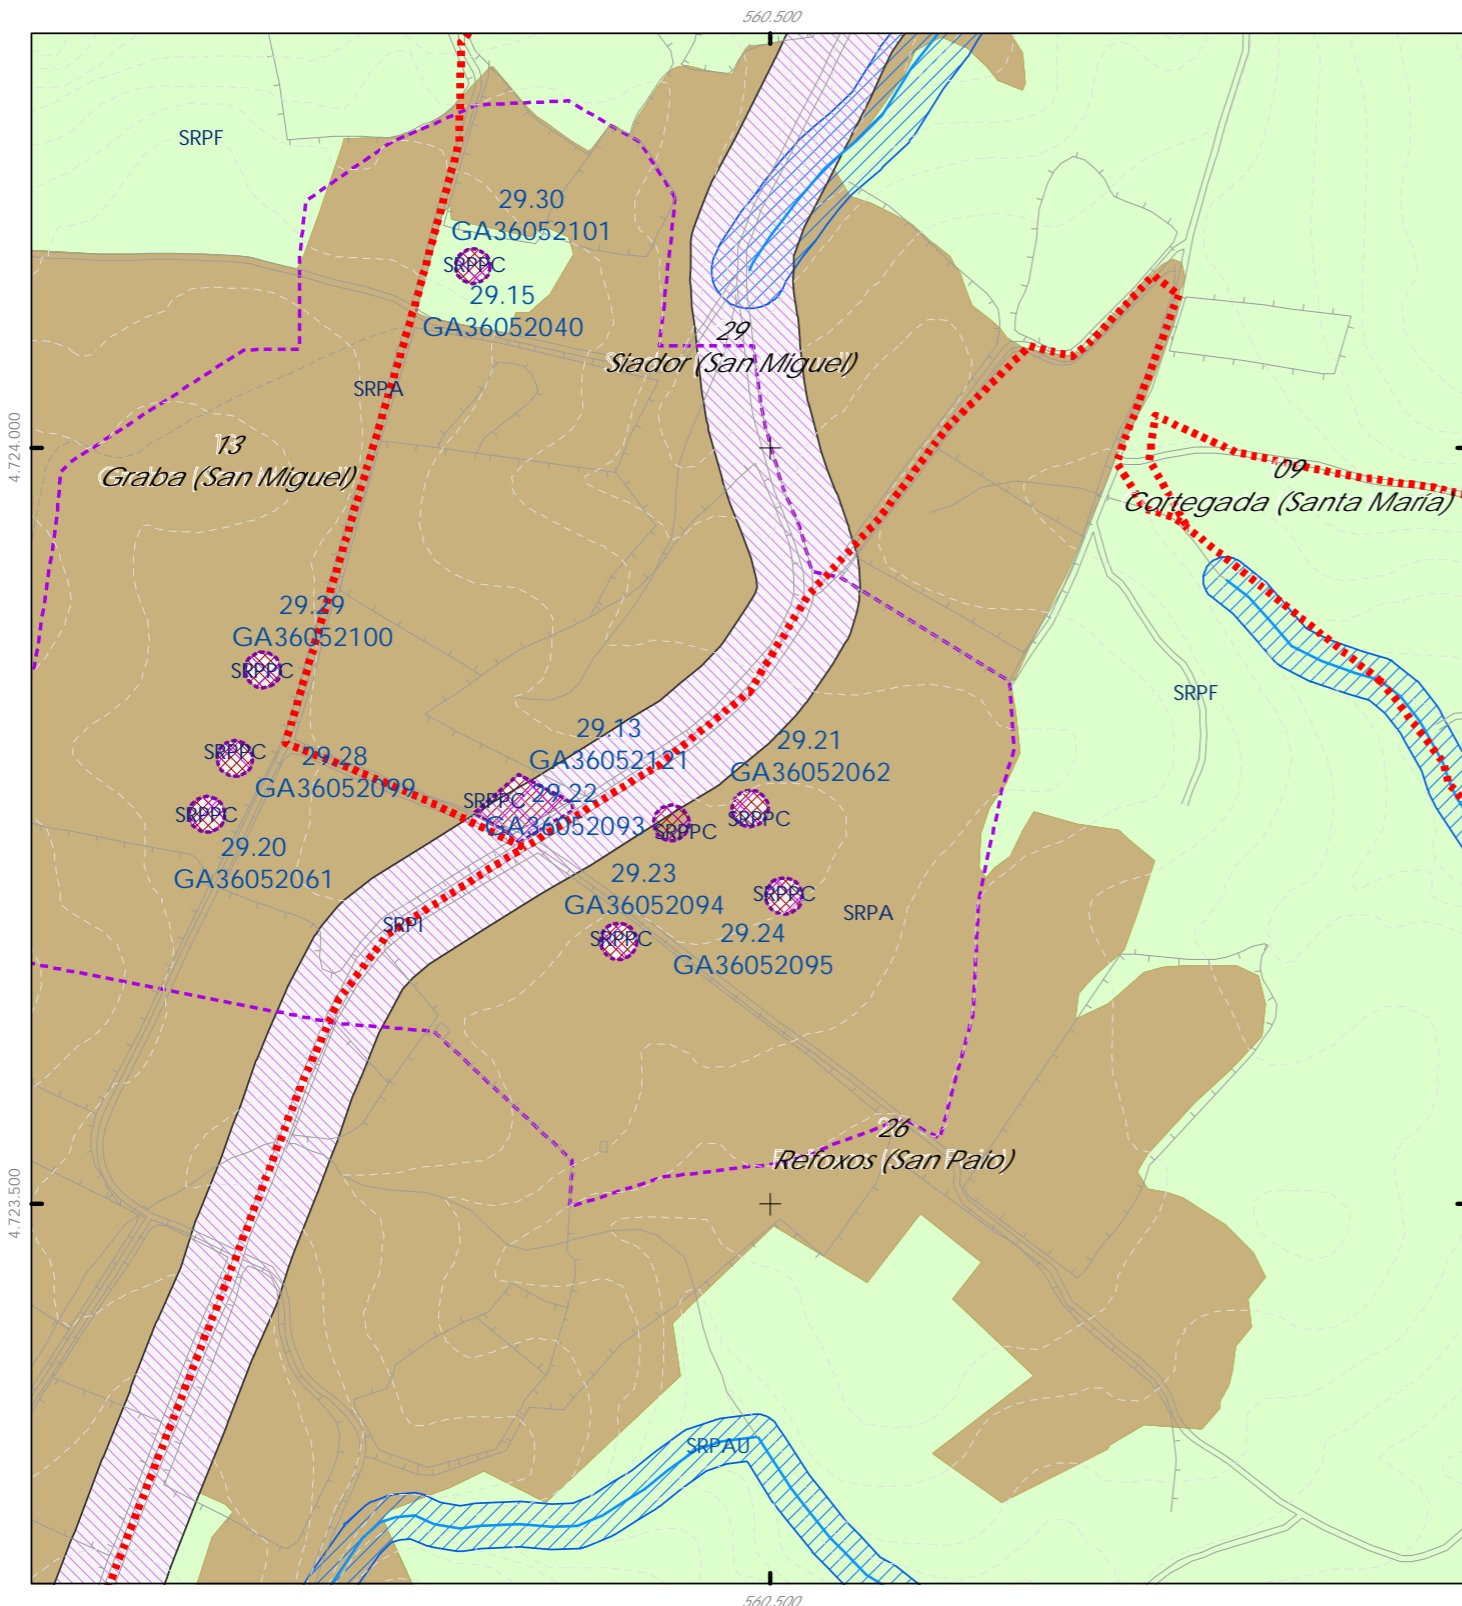 560.500
SRPF
29.30
GA36052101
SRPPC
29.15
GA36052040
29
Siador (San Miguel)
SRPA
4.724.000
13
Graba (San Miguel)
09
Cortegada (Santa María)
29.29
GA36052100
SRPPC
SRPF
29.13
GA36052121
29.21
GA36052062
SRPPC
29.28
GA36052099
SRPPC
29.22
GA36052093
SRPPC
SRPPC
SRPPC
29.20
GA36052061
29.23
GA36052094
SRPPC
SRPA
SRPI
29.24
GA36052095
SRPPC
26
Refoxos (San Paio)
4.723.500
SRPAU
560.500